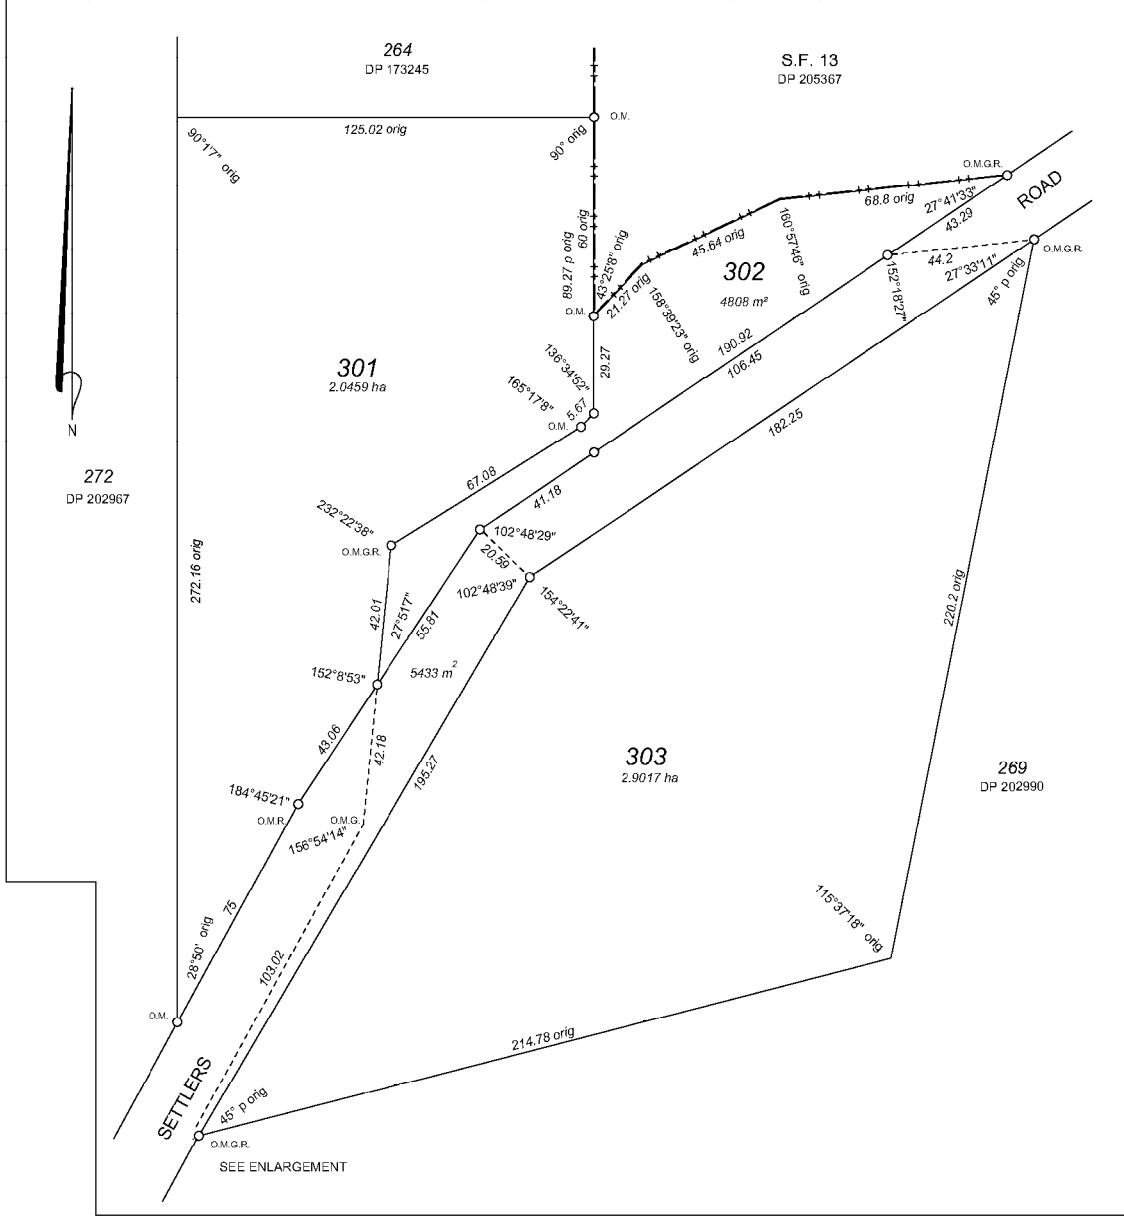 264
DP 173245
S.F. 13
DP 205367
125.02 orig
O.M.
90°1'7" orig
90° orig
O.M.G.R.
ROAD
68.8 orig
27°41'33"
43.29
60 orig
89.27 p orig
43°25'8" orig
45.64 orig
160°57'46" orig
302
4808 m²
44.2
27°33'11"
O.M.G.R.
45° p orig
152°18'27"
21.27 orig
158°39'23" orig
O.M.
190.92
106.45
301
2.0459 ha
136°34'52"
29.27
165°17'8"
5.67
O.M.
182.25
N
272
DP 202967
67.08
41.18
232°22'38"
O.M.G.R.
102°48'29"
20.59
272.16 orig
102°48'39"
154°22'41"
42.01
27°51'7"
55.81
220.2 orig
152°8'53"
5433 m2
43.06
42.18
195.27
303
2.9017 ha
269
DP 202990
184°45'21"
O.M.R.
O.M.G.
156°54'14"
115°37'18" orig
75
28°50' orig
103.02
O.M.
214.78 orig
SETTLERS
45° p orig
O.M.G.R.
SEE ENLARGEMENT